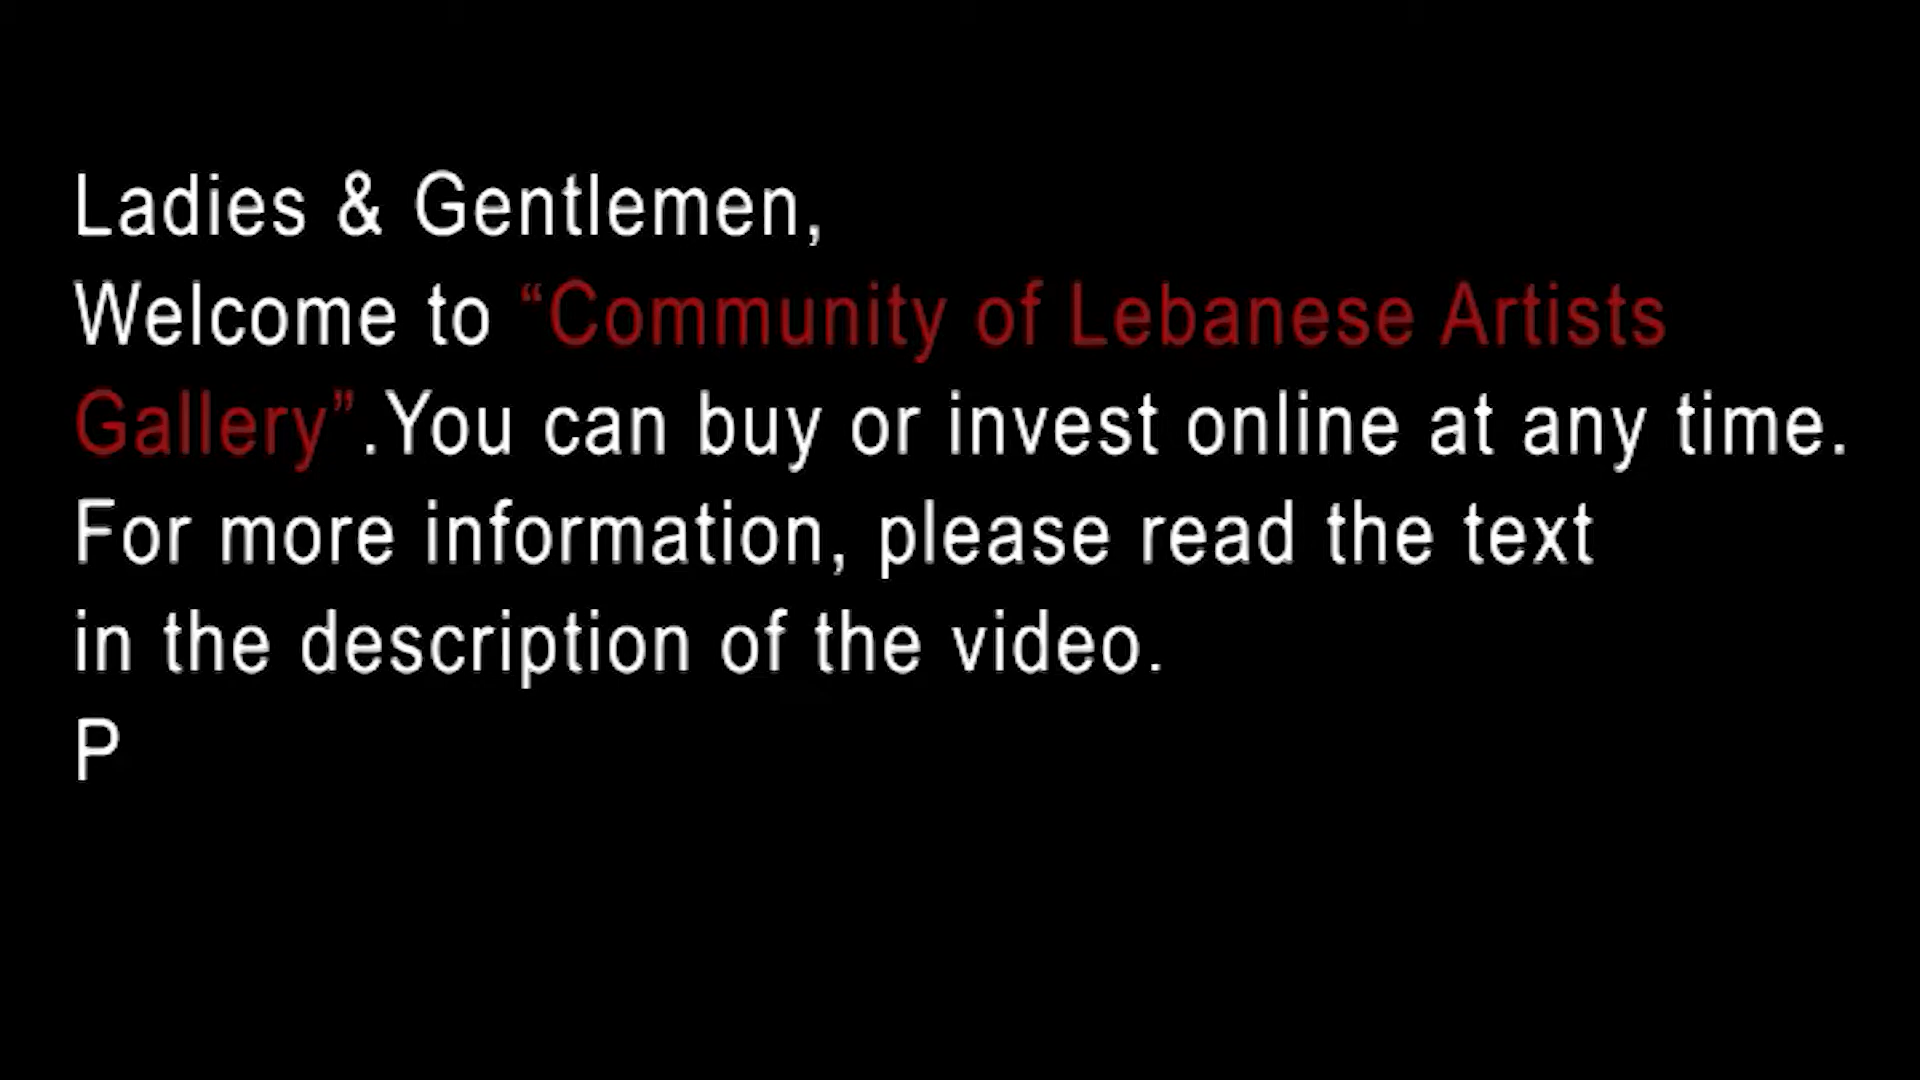 Ladies & Gentlemen,
Welcome to “Community of Lebanese Artists
Gallery”.You can buy or invest online at any time.
For more information, please read the text
in the description of the video.
P